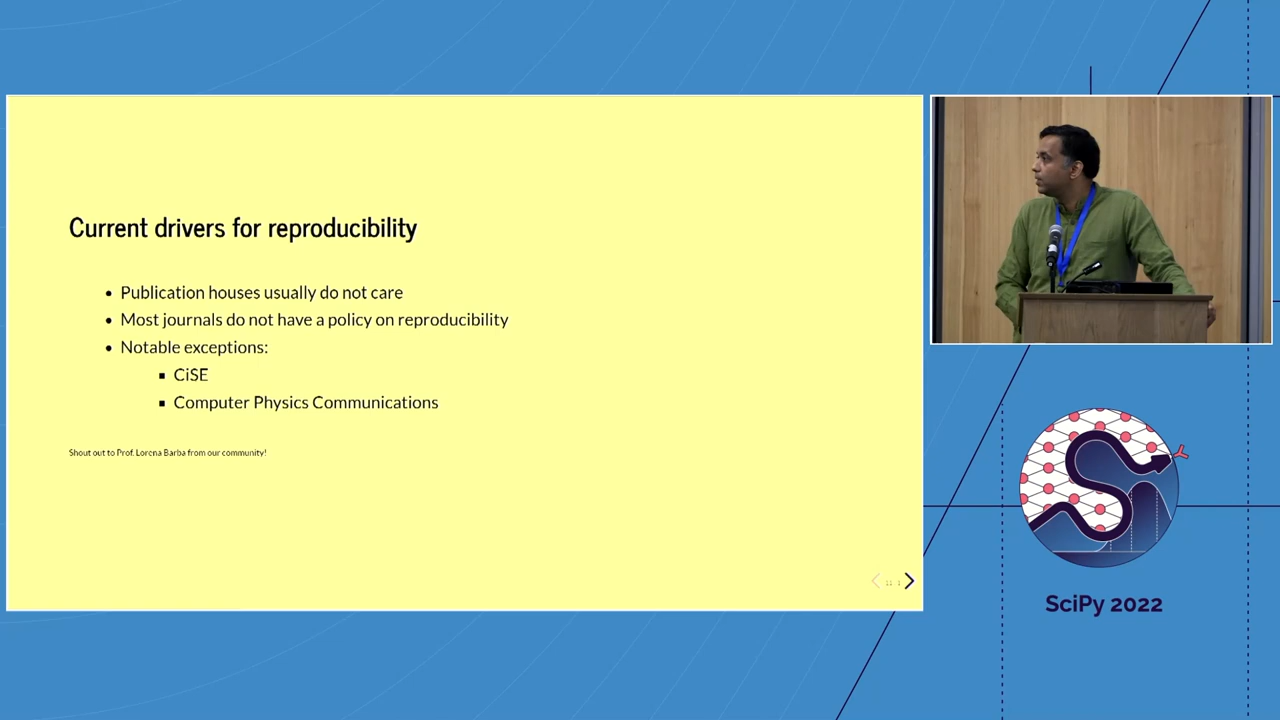 Current drivers for reproducibility
Publication houses usually do not care
Most journals do not have a policy on reproducibility
Notable exceptions:
CiSE
Computer Physics Communications
Shout out to Prof. Lorena Barba from our community!
SciPy 2022